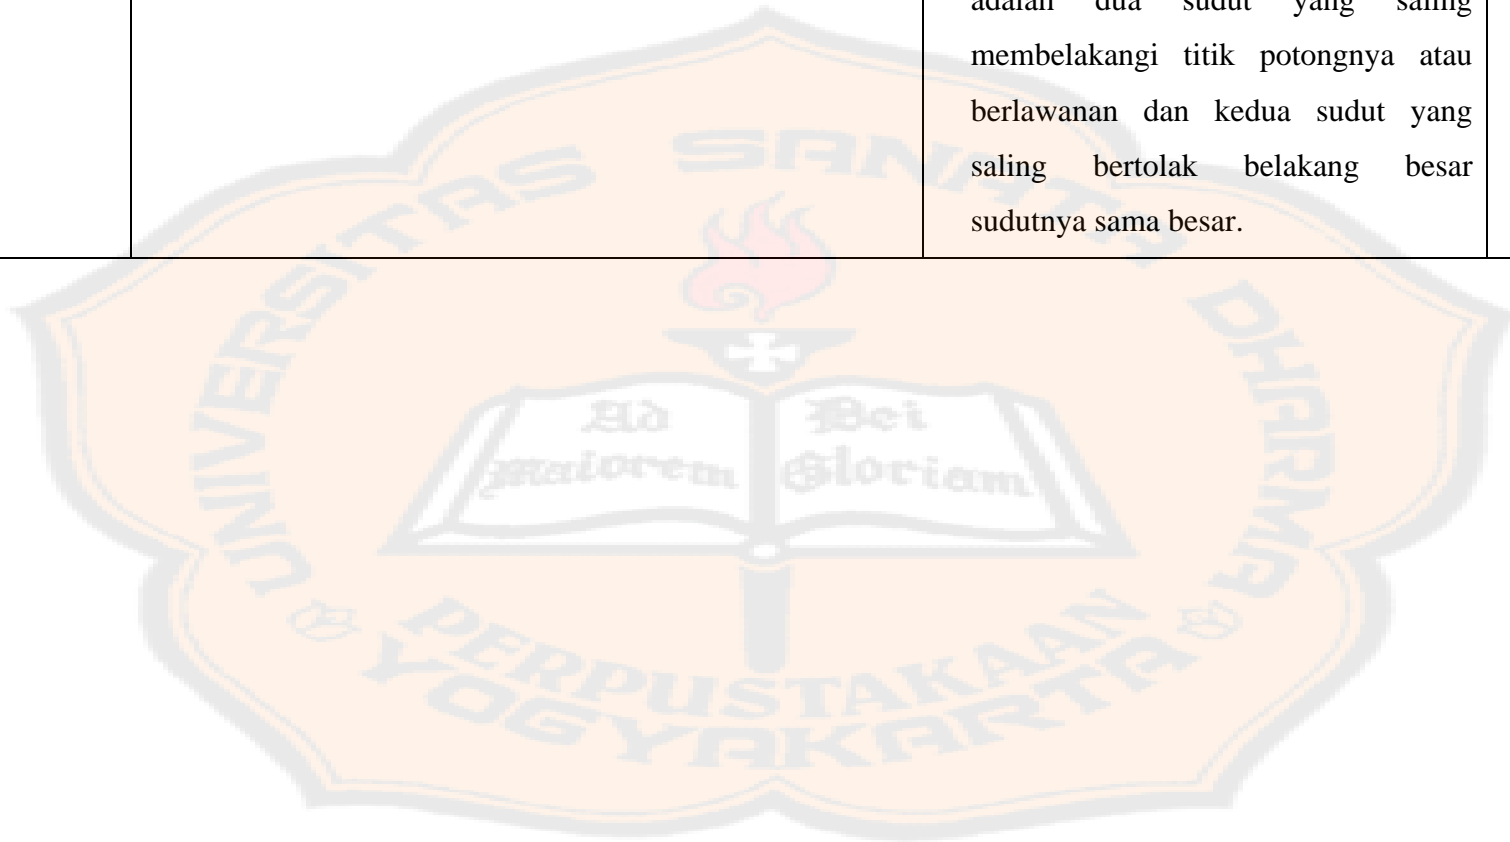 adalah dua sudut yang saling
membelakangi titik potongnya atau
berlawanan dan kedua sudut yang
saling bertolak belakang besar
sudutnya sama besar.
UNIVERSITAS SANATA DHARMA
Ad Dei
maiorem Gloriam
PERPUSTAKAAN
YOGYAKARTA